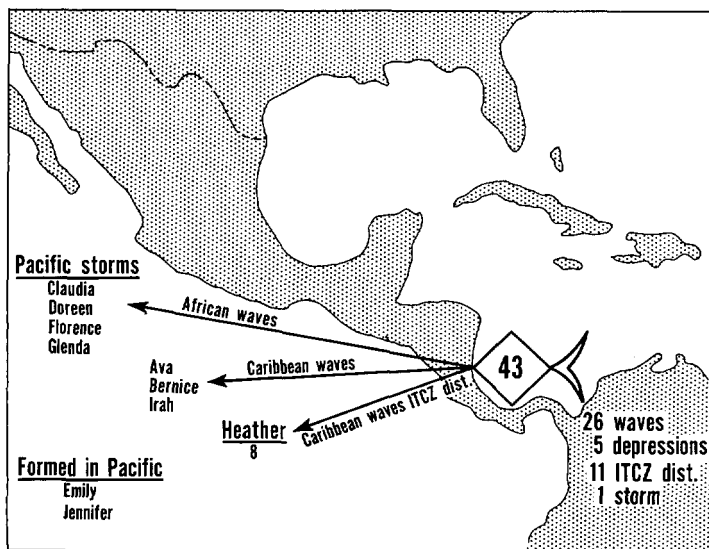 Pacific storms
Claudia
Doreen
Florence
Glenda
African waves
Ava
Bernice
Irah
Caribbean waves
Heather
8
Caribbean waves ITCZ dist.
43
26 waves
5 depressions
11 ITCZ dist.
1 storm
Formed in Pacific
Emily
Jennifer